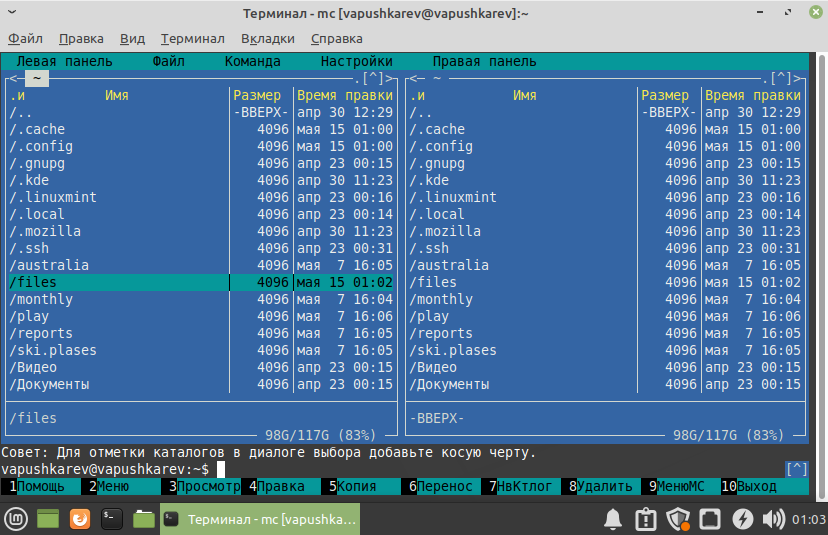 Терминал - mc [vapushkarev@vapushkarev]:~
Файл Правка Вид Терминал Вкладки Справка
Левая панель Файл Команда Настройки Правая панель
<─ ~ .[^]> <─ ~ .[^]>
.и Имя Размер Время правки .и Имя Размер Время правки
/.. -ВВЕРХ- апр 30 12:29 /.. -ВВЕРХ- апр 30 12:29
/.cache 4096 мая 15 01:00 /.cache 4096 мая 15 01:00
/.config 4096 мая 15 01:00 /.config 4096 мая 15 01:00
/.gnupg 4096 апр 23 00:15 /.gnupg 4096 апр 23 00:15
/.kde 4096 апр 30 11:23 /.kde 4096 апр 30 11:23
/.linuxmint 4096 апр 23 00:16 /.linuxmint 4096 апр 23 00:16
/.local 4096 апр 23 00:14 /.local 4096 апр 23 00:14
/.mozilla 4096 апр 30 11:23 /.mozilla 4096 апр 30 11:23
/.ssh 4096 апр 23 00:31 /.ssh 4096 апр 23 00:31
/australia 4096 мая 7 16:05 /australia 4096 мая 7 16:05
/files 4096 мая 15 01:02 /files 4096 мая 15 01:02
/monthly 4096 мая 7 16:04 /monthly 4096 мая 7 16:04
/play 4096 мая 7 16:06 /play 4096 мая 7 16:06
/reports 4096 мая 7 16:05 /reports 4096 мая 7 16:05
/ski.plases 4096 мая 7 16:05 /ski.plases 4096 мая 7 16:05
/Видео 4096 апр 23 00:15 /Видео 4096 апр 23 00:15
/Документы 4096 апр 23 00:15 /Документы 4096 апр 23 00:15
/files -ВВЕРХ-
98G/117G (83%) 98G/117G (83%)
Совет: Для отметки каталогов в диалоге выбора добавьте косую черту.
vapushkarev@vapushkarev:~$ [^]
1Помощь 2Меню 3Просмотр 4Правка 5Копия 6Перенос 7НвКтлог 8Удалить 9МенюMC 10Выход
Терминал - mc [vapushka... 01:03